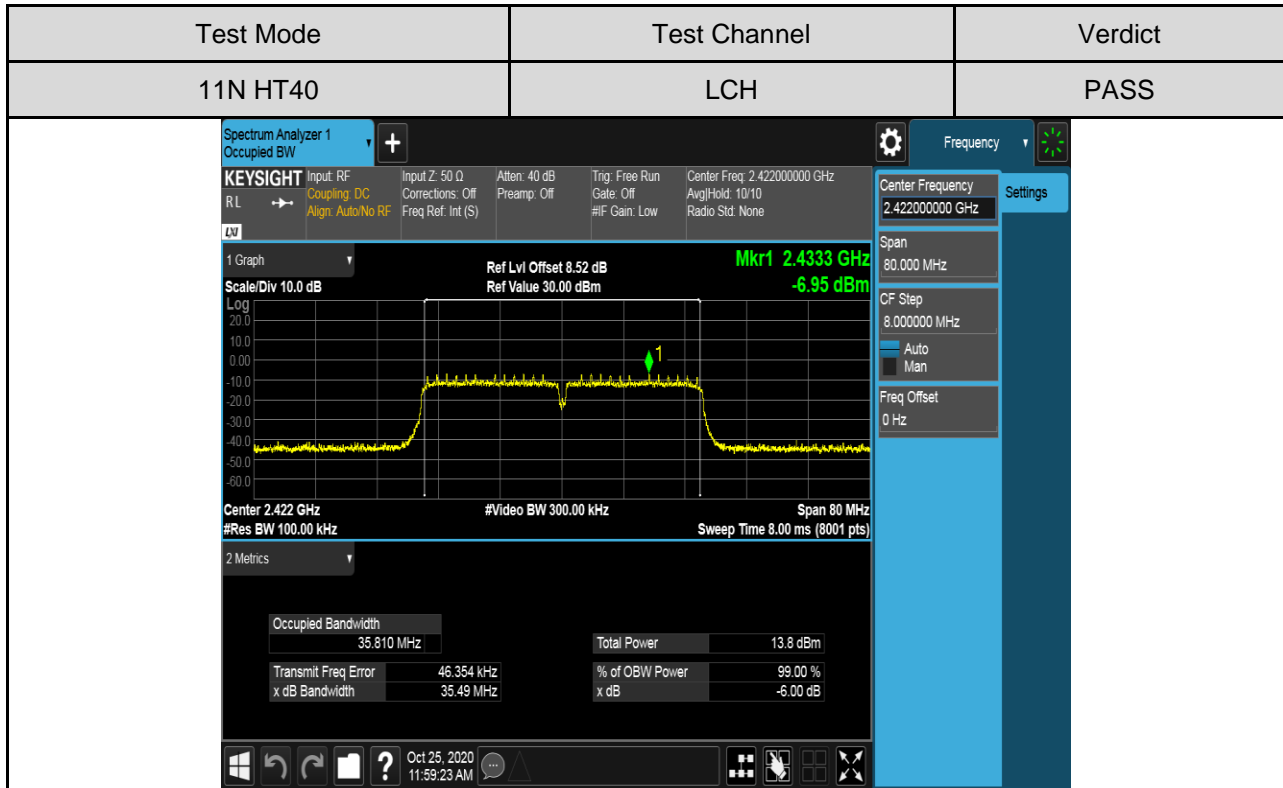 Test Mode Test Channel Verdict
11N HT40 LCH PASS
Spectrum Analyzer 1
Occupied BW
+
Frequency
KEYSIGHT Input: RF Input Z: 50 Ω Atten: 40 dB Trig: Free Run Center Freq: 2.422000000 GHz
RL Coupling: DC Corrections: Off Preamp: Off Gate: Off Avg|Hold: 10/10
Align: Auto/No RF Freq Ref: Int (S) #IF Gain: Low Radio Std: None
LXI
Center Frequency
2.422000000 GHz
Settings
Span
80.000 MHz
CF Step
8.000000 MHz
Auto
Man
Freq Offset
0 Hz
1 Graph
Ref Lvl Offset 8.52 dB
Mkr1 2.4333 GHz
Scale/Div 10.0 dB
Ref Value 30.00 dBm
-6.95 dBm
Log
20.0
10.0
0.00
-10.0
-20.0
-30.0
-40.0
-50.0
-60.0
1
Center 2.422 GHz #Video BW 300.00 kHz Span 80 MHz
#Res BW 100.00 kHz Sweep Time 8.00 ms (8001 pts)
2 Metrics
Occupied Bandwidth
35.810 MHz
Total Power 13.8 dBm
Transmit Freq Error 46.354 kHz % of OBW Power 99.00 %
x dB Bandwidth 35.49 MHz x dB -6.00 dB
? Oct 25, 2020
11:59:23 AM